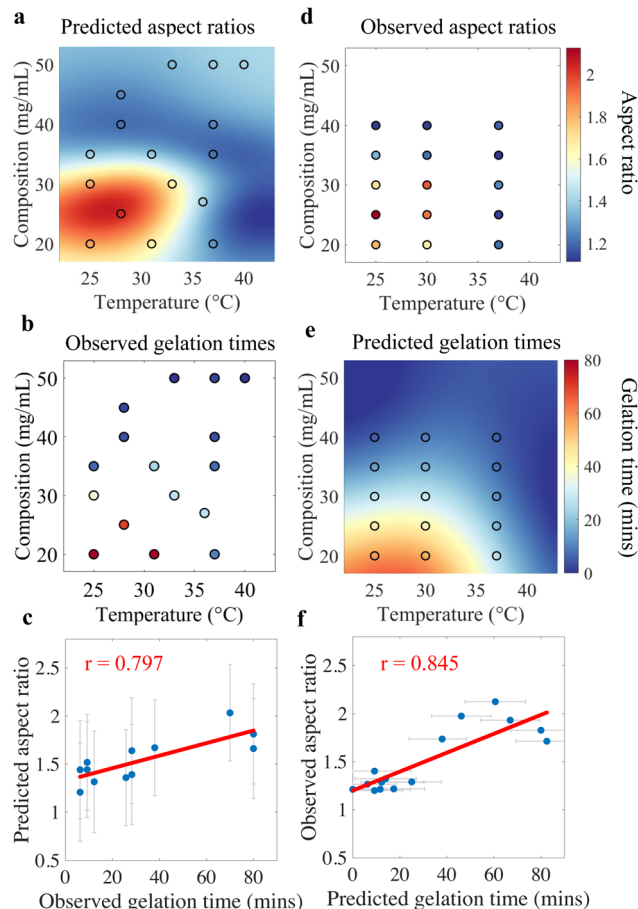 a
Predicted aspect ratios
Composition (mg/mL)
50
40
30
20
25
30
35
40
Temperature (°C)
d
Observed aspect ratios
Composition (mg/mL)
50
40
30
20
25
30
35
40
Temperature (°C)
2
1.8
1.6
1.4
1.2
Aspect ratio
b
Observed gelation times
Composition (mg/mL)
50
40
30
20
25
30
35
40
Temperature (°C)
e
Predicted gelation times
Composition (mg/mL)
50
40
30
20
25
30
35
40
Temperature (°C)
80
60
40
20
0
Gelation time (mins)
c
r = 0.797
Predicted aspect ratio
2.5
2
1.5
1
0.5
0
20
40
60
80
Observed gelation time (mins)
f
r = 0.845
Observed aspect ratio
2.5
2
1.5
1
0.5
0
20
40
60
80
Predicted gelation time (mins)